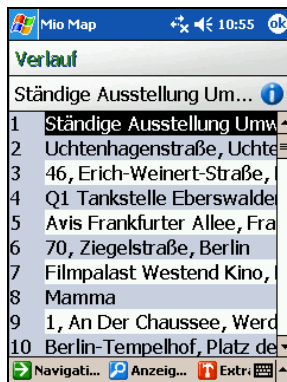 Mio Map 10:55 ok
Verlauf
Ständige Ausstellung Um...
1 Ständige Ausstellung Umw
2 Uchtenhagenstraße, Uchte
3 46, Erich-Weinert-Straße,
4 Q1 Tankstelle Eberswalder
5 Avis Frankfurter Allee, Fra
6 70, Ziegelstraße, Berlin
7 Filmpalast Westend Kino,
8 Mamma
9 1, An Der Chaussee, Werd
10 Berlin-Tempelhof, Platz de
Navigati... Anzeig... Extra